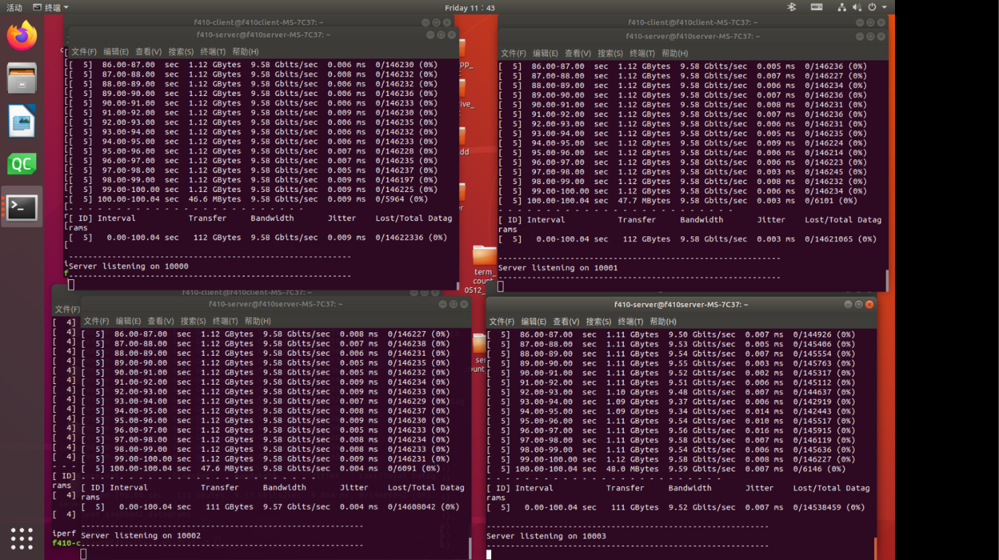 活动 终端 Friday 11：43
f410-client@f410client-MS-7C37: ~
f410-server@f410server-MS-7C37: ~
文件(F) 编辑(E) 查看(V) 搜索(S) 终端(T) 帮助(H)
[ 5] 86.00-87.00 sec 1.12 GBytes 9.58 Gbits/sec 0.006 ms 0/146230 (0%)
[ 5] 87.00-88.00 sec 1.12 GBytes 9.58 Gbits/sec 0.008 ms 0/146232 (0%)
[ 5] 88.00-89.00 sec 1.12 GBytes 9.58 Gbits/sec 0.006 ms 0/146232 (0%)
[ 5] 89.00-90.00 sec 1.12 GBytes 9.58 Gbits/sec 0.006 ms 0/146236 (0%)
[ 5] 90.00-91.00 sec 1.12 GBytes 9.58 Gbits/sec 0.006 ms 0/146233 (0%)
[ 5] 91.00-92.00 sec 1.12 GBytes 9.58 Gbits/sec 0.009 ms 0/146230 (0%)
[ 5] 92.00-93.00 sec 1.12 GBytes 9.58 Gbits/sec 0.006 ms 0/146235 (0%)
[ 5] 93.00-94.00 sec 1.12 GBytes 9.58 Gbits/sec 0.006 ms 0/146232 (0%)
[ 5] 94.00-95.00 sec 1.12 GBytes 9.58 Gbits/sec 0.006 ms 0/146233 (0%)
[ 5] 95.00-96.00 sec 1.12 GBytes 9.58 Gbits/sec 0.007 ms 0/146228 (0%)
[ 5] 96.00-97.00 sec 1.12 GBytes 9.58 Gbits/sec 0.007 ms 0/146235 (0%)
[ 5] 97.00-98.00 sec 1.12 GBytes 9.58 Gbits/sec 0.005 ms 0/146237 (0%)
[ 5] 98.00-99.00 sec 1.12 GBytes 9.58 Gbits/sec 0.009 ms 0/146197 (0%)
[ 5] 99.00-100.00 sec 1.12 GBytes 9.58 Gbits/sec 0.009 ms 0/146225 (0%)
[ 5] 100.00-100.04 sec 46.6 MBytes 9.58 Gbits/sec 0.009 ms 0/5964 (0%)
- - - - - - - - - - - - - - - - - - - - - - - - -
[ ID] Interval Transfer Bandwidth Jitter Lost/Total Datag
rams
[ 5] 0.00-100.04 sec 112 GBytes 9.58 Gbits/sec 0.009 ms 0/14622336 (0%)
-----------------------------------------------------------
Server listening on 10000
-----------------------------------------------------------
f410-client@f410client-MS-7C37: ~
f410-server@f410server-MS-7C37: ~
文件(F) 编辑(E) 查看(V) 搜索(S) 终端(T) 帮助(H)
[ 5] 86.00-87.00 sec 1.12 GBytes 9.58 Gbits/sec 0.005 ms 0/146236 (0%)
[ 5] 87.00-88.00 sec 1.12 GBytes 9.58 Gbits/sec 0.007 ms 0/146227 (0%)
[ 5] 88.00-89.00 sec 1.12 GBytes 9.58 Gbits/sec 0.006 ms 0/146234 (0%)
[ 5] 89.00-90.00 sec 1.12 GBytes 9.58 Gbits/sec 0.007 ms 0/146236 (0%)
[ 5] 90.00-91.00 sec 1.12 GBytes 9.58 Gbits/sec 0.008 ms 0/146231 (0%)
[ 5] 91.00-92.00 sec 1.12 GBytes 9.58 Gbits/sec 0.007 ms 0/146236 (0%)
[ 5] 92.00-93.00 sec 1.12 GBytes 9.58 Gbits/sec 0.006 ms 0/146231 (0%)
[ 5] 93.00-94.00 sec 1.12 GBytes 9.58 Gbits/sec 0.006 ms 0/146235 (0%)
[ 5] 94.00-95.00 sec 1.12 GBytes 9.58 Gbits/sec 0.009 ms 0/146224 (0%)
[ 5] 95.00-96.00 sec 1.12 GBytes 9.58 Gbits/sec 0.006 ms 0/146214 (0%)
[ 5] 96.00-97.00 sec 1.12 GBytes 9.58 Gbits/sec 0.006 ms 0/146223 (0%)
[ 5] 97.00-98.00 sec 1.12 GBytes 9.58 Gbits/sec 0.003 ms 0/146245 (0%)
[ 5] 98.00-99.00 sec 1.12 GBytes 9.58 Gbits/sec 0.008 ms 0/146232 (0%)
[ 5] 99.00-100.00 sec 1.12 GBytes 9.58 Gbits/sec 0.006 ms 0/146234 (0%)
[ 5] 100.00-100.04 sec 47.7 MBytes 9.58 Gbits/sec 0.003 ms 0/6101 (0%)
- - - - - - - - - - - - - - - - - - - - - - - - -
[ ID] Interval Transfer Bandwidth Jitter Lost/Total Datag
rams
[ 5] 0.00-100.04 sec 112 GBytes 9.58 Gbits/sec 0.003 ms 0/14621065 (0%)
-----------------------------------------------------------
Server listening on 10001
-----------------------------------------------------------
term_
count_
0512_
QC
f410-client@f410client-MS-7C37: ~
文件(F)
[ ID]
rams
iperf
f410-c
f410-server@f410server-MS-7C37: ~
文件(F) 编辑(E) 查看(V) 搜索(S) 终端(T) 帮助(H)
[ 5] 86.00-87.00 sec 1.12 GBytes 9.58 Gbits/sec 0.008 ms 0/146227 (0%)
[ 5] 87.00-88.00 sec 1.12 GBytes 9.58 Gbits/sec 0.007 ms 0/146238 (0%)
[ 5] 88.00-89.00 sec 1.12 GBytes 9.58 Gbits/sec 0.006 ms 0/146231 (0%)
[ 5] 89.00-90.00 sec 1.12 GBytes 9.58 Gbits/sec 0.005 ms 0/146235 (0%)
[ 5] 90.00-91.00 sec 1.12 GBytes 9.58 Gbits/sec 0.005 ms 0/146232 (0%)
[ 5] 91.00-92.00 sec 1.12 GBytes 9.58 Gbits/sec 0.009 ms 0/146234 (0%)
[ 5] 92.00-93.00 sec 1.12 GBytes 9.58 Gbits/sec 0.009 ms 0/146233 (0%)
[ 5] 93.00-94.00 sec 1.12 GBytes 9.58 Gbits/sec 0.007 ms 0/146229 (0%)
[ 5] 94.00-95.00 sec 1.12 GBytes 9.58 Gbits/sec 0.008 ms 0/146237 (0%)
[ 5] 95.00-96.00 sec 1.12 GBytes 9.58 Gbits/sec 0.009 ms 0/146230 (0%)
[ 5] 96.00-97.00 sec 1.12 GBytes 9.58 Gbits/sec 0.005 ms 0/146233 (0%)
[ 5] 97.00-98.00 sec 1.12 GBytes 9.58 Gbits/sec 0.008 ms 0/146234 (0%)
[ 5] 98.00-99.00 sec 1.12 GBytes 9.58 Gbits/sec 0.008 ms 0/146233 (0%)
[ 5] 99.00-100.00 sec 1.12 GBytes 9.58 Gbits/sec 0.009 ms 0/146231 (0%)
[ 5] 100.00-100.04 sec 47.6 MBytes 9.58 Gbits/sec 0.004 ms 0/6091 (0%)
- - - - - - - - - - - - - - - - - - - - - - - - -
[ ID] Interval Transfer Bandwidth Jitter Lost/Total Datag
rams
[ 5] 0.00-100.04 sec 111 GBytes 9.57 Gbits/sec 0.004 ms 0/14608042 (0%)
-----------------------------------------------------------
Server listening on 10002
-----------------------------------------------------------
f410-server@f410server-MS-7C37: ~
文件(F) 编辑(E) 查看(V) 搜索(S) 终端(T) 帮助(H)
[ 5] 86.00-87.00 sec 1.11 GBytes 9.50 Gbits/sec 0.007 ms 0/144926 (0%)
[ 5] 87.00-88.00 sec 1.11 GBytes 9.53 Gbits/sec 0.005 ms 0/145406 (0%)
[ 5] 88.00-89.00 sec 1.11 GBytes 9.54 Gbits/sec 0.007 ms 0/145554 (0%)
[ 5] 89.00-90.00 sec 1.11 GBytes 9.55 Gbits/sec 0.003 ms 0/145763 (0%)
[ 5] 90.00-91.00 sec 1.11 GBytes 9.52 Gbits/sec 0.002 ms 0/145317 (0%)
[ 5] 91.00-92.00 sec 1.11 GBytes 9.51 Gbits/sec 0.006 ms 0/145112 (0%)
[ 5] 92.00-93.00 sec 1.10 GBytes 9.48 Gbits/sec 0.007 ms 0/144637 (0%)
[ 5] 93.00-94.00 sec 1.09 GBytes 9.37 Gbits/sec 0.006 ms 0/142919 (0%)
[ 5] 94.00-95.00 sec 1.09 GBytes 9.34 Gbits/sec 0.014 ms 0/142443 (0%)
[ 5] 95.00-96.00 sec 1.11 GBytes 9.54 Gbits/sec 0.010 ms 0/145517 (0%)
[ 5] 96.00-97.00 sec 1.11 GBytes 9.56 Gbits/sec 0.016 ms 0/145915 (0%)
[ 5] 97.00-98.00 sec 1.11 GBytes 9.58 Gbits/sec 0.007 ms 0/146119 (0%)
[ 5] 98.00-99.00 sec 1.11 GBytes 9.54 Gbits/sec 0.006 ms 0/145636 (0%)
[ 5] 99.00-100.00 sec 1.12 GBytes 9.58 Gbits/sec 0.008 ms 0/146227 (0%)
[ 5] 100.00-100.04 sec 48.0 MBytes 9.59 Gbits/sec 0.007 ms 0/6146 (0%)
- - - - - - - - - - - - - - - - - - - - - - - - -
[ ID] Interval Transfer Bandwidth Jitter Lost/Total Datag
rams
[ 5] 0.00-100.04 sec 111 GBytes 9.52 Gbits/sec 0.007 ms 0/14538459 (0%)
-----------------------------------------------------------
Server listening on 10003
-----------------------------------------------------------